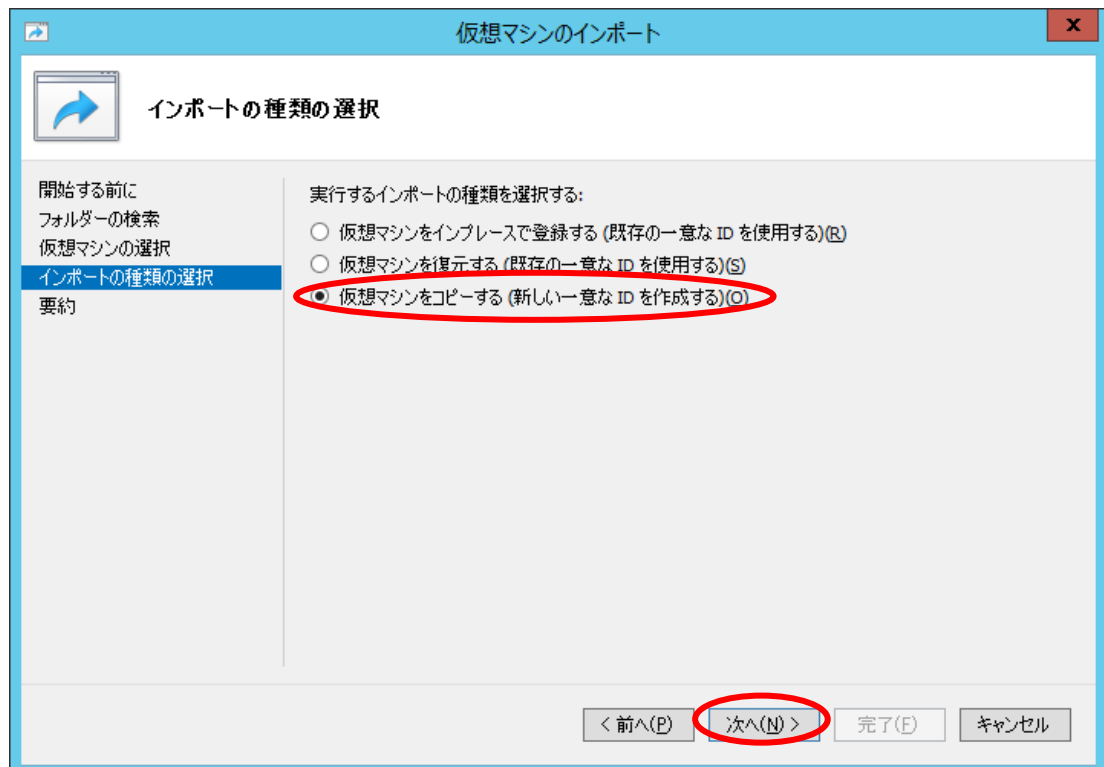 仮想マシンのインポート
x
インポートの種類の選択
開始する前に
フォルダーの検索
仮想マシンの選択
インポートの種類の選択
要約
実行するインポートの種類を選択する:
仮想マシンをインプレースで登録する (既存の一意な ID を使用する)(R)
仮想マシンを復元する (既存の一意な ID を使用する)(S)
仮想マシンをコピーする (新しい一意な ID を作成する)(O)
< 前へ(P) 次へ(N) > 完了(F) キャンセル